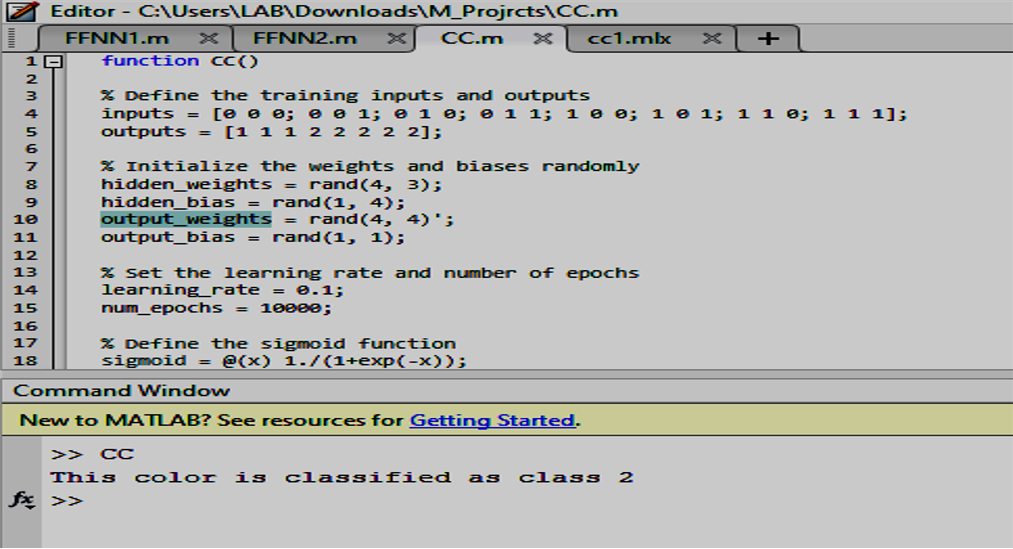 Editor - C:\Users\LAB\Downloads\M_Projrcts\CC.m
FFNN1.m × FFNN2.m × CC.m × cc1.mlx × +
1 function CC()
2
3 % Define the training inputs and outputs
4 inputs = [0 0 0; 0 0 1; 0 1 0; 0 1 1; 1 0 0; 1 0 1; 1 1 0; 1 1 1];
5 outputs = [1 1 1 2 2 2 2 2];
6
7 % Initialize the weights and biases randomly
8 hidden_weights = rand(4, 3);
9 hidden_bias = rand(1, 4);
10 output_weights = rand(4, 4)';
11 output_bias = rand(1, 1);
12
13 % Set the learning rate and number of epochs
14 learning_rate = 0.1;
15 num_epochs = 10000;
16
17 % Define the sigmoid function
18 sigmoid = @(x) 1./(1+exp(-x));
Command Window
New to MATLAB? See resources for Getting Started.
>> CC
This color is classified as class 2
fx >>